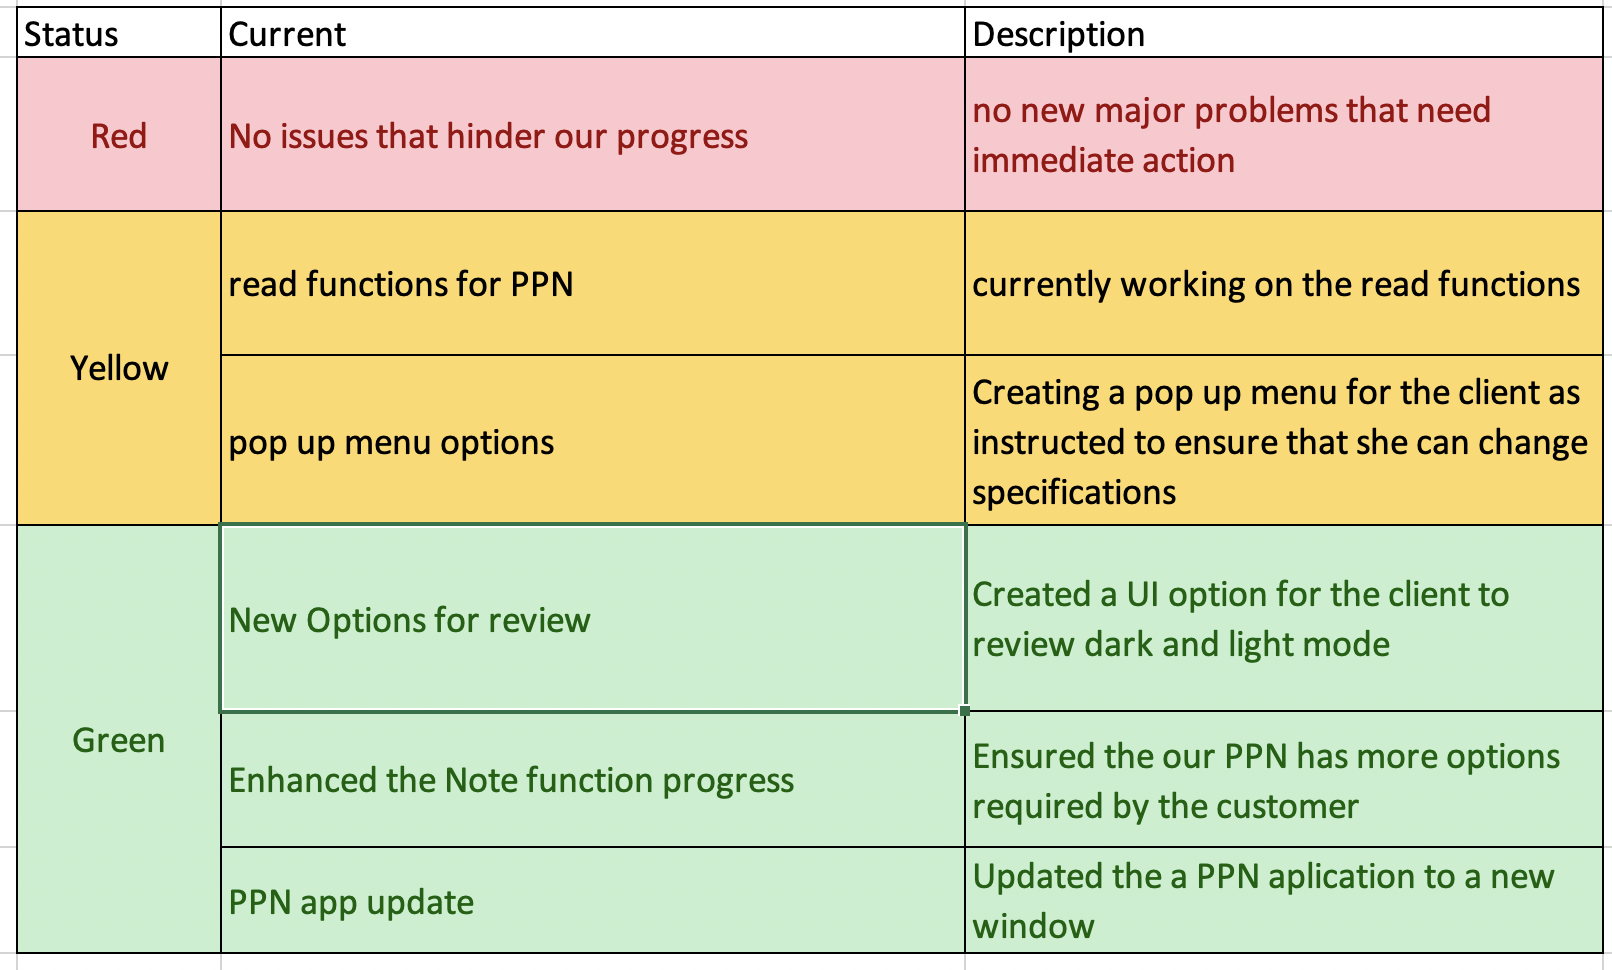 Status Current Description
Red No issues that hinder our progress no new major problems that need
immediate action
Yellow
read functions for PPN currently working on the read functions
pop up menu options Creating a pop up menu for the client as
instructed to ensure that she can change
specifications
Green
New Options for review Created a UI option for the client to
review dark and light mode
Enhanced the Note function progress Ensured the our PPN has more options
required by the customer
PPN app update Updated the a PPN aplication to a new
window